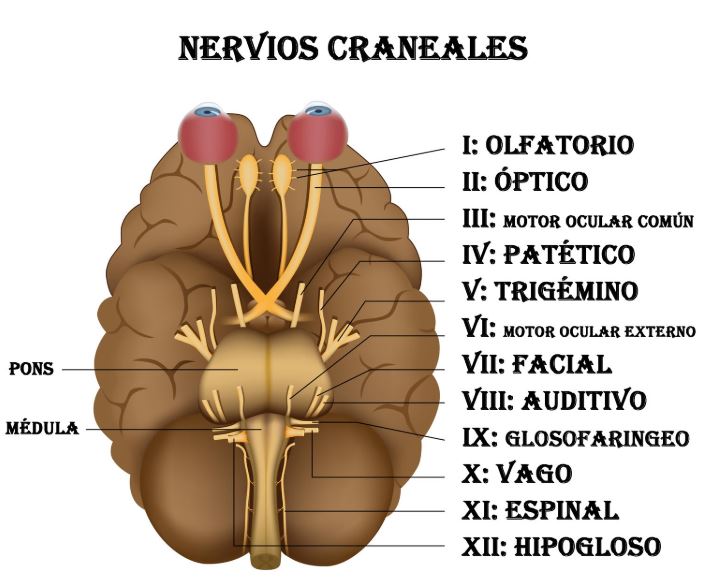 NERVIOS CRANEALES
I: OLFATORIO
II: ÓPTICO
III: MOTOR OCULAR COMÚN
IV: PATÉTICO
V: TRIGÉMINO
VI: MOTOR OCULAR EXTERNO
VII: FACIAL
VIII: AUDITIVO
IX: GLOSOFARINGEO
X: VAGO
XI: ESPINAL
XII: HIPOGLOSO
PONS
MÉDULA